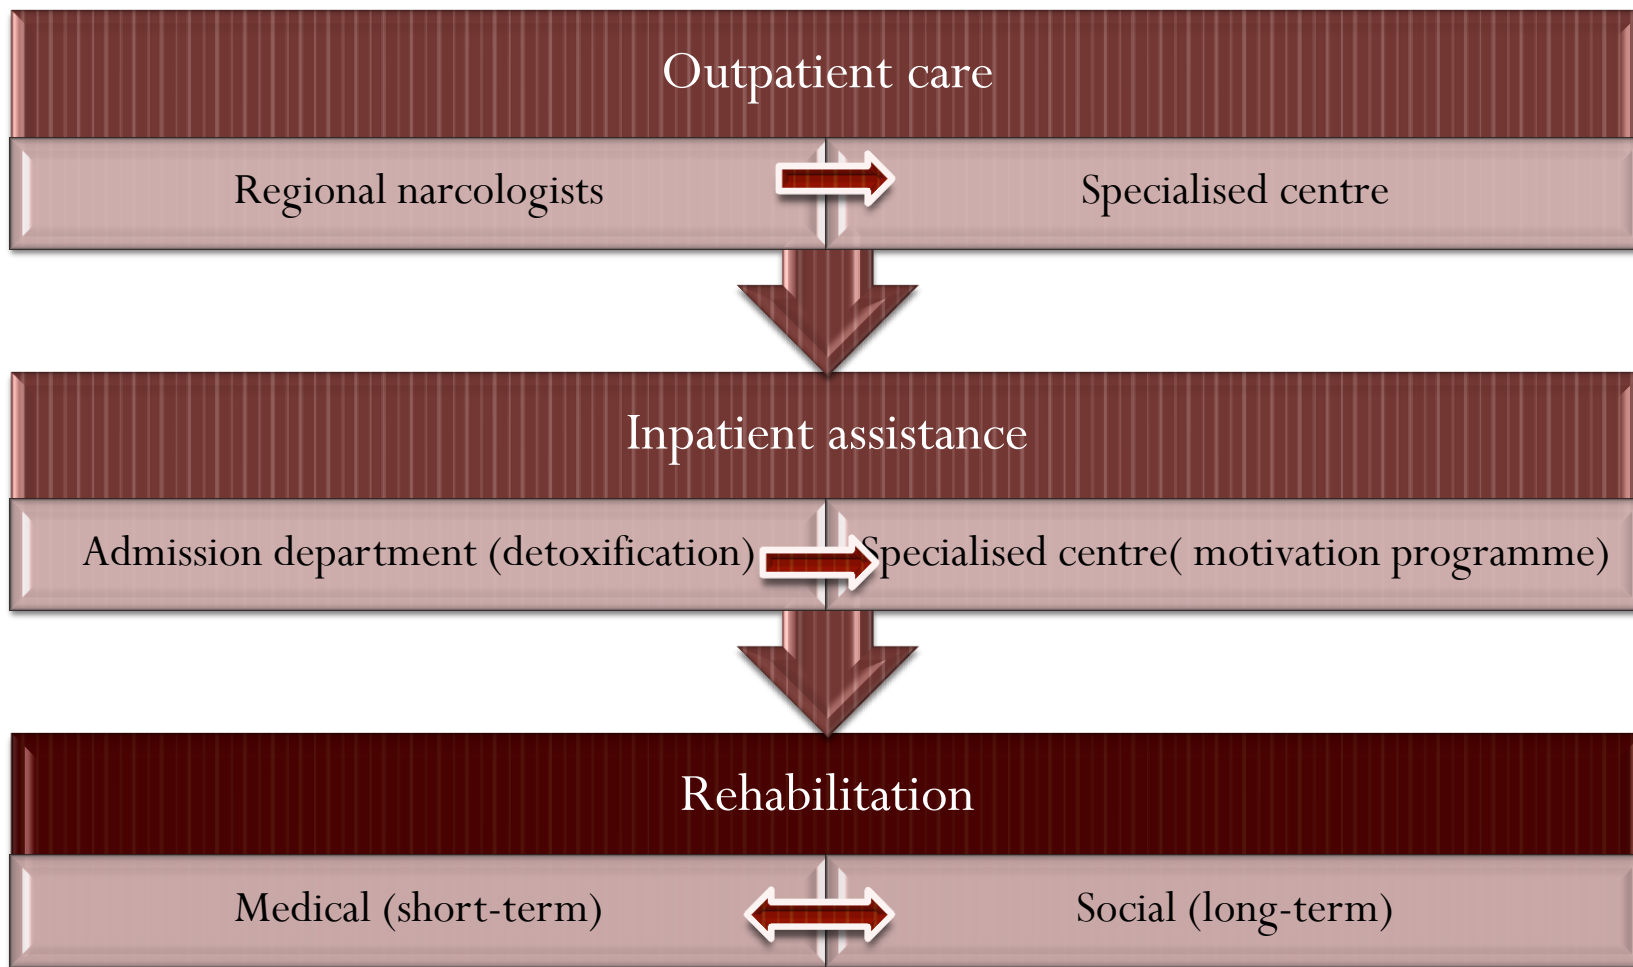 Outpatient care
Regional narcologists
Specialised centre
Inpatient assistance
Admission department (detoxification)
Specialised centre( motivation programme)
Rehabilitation
Medical (short-term)
Social (long-term)